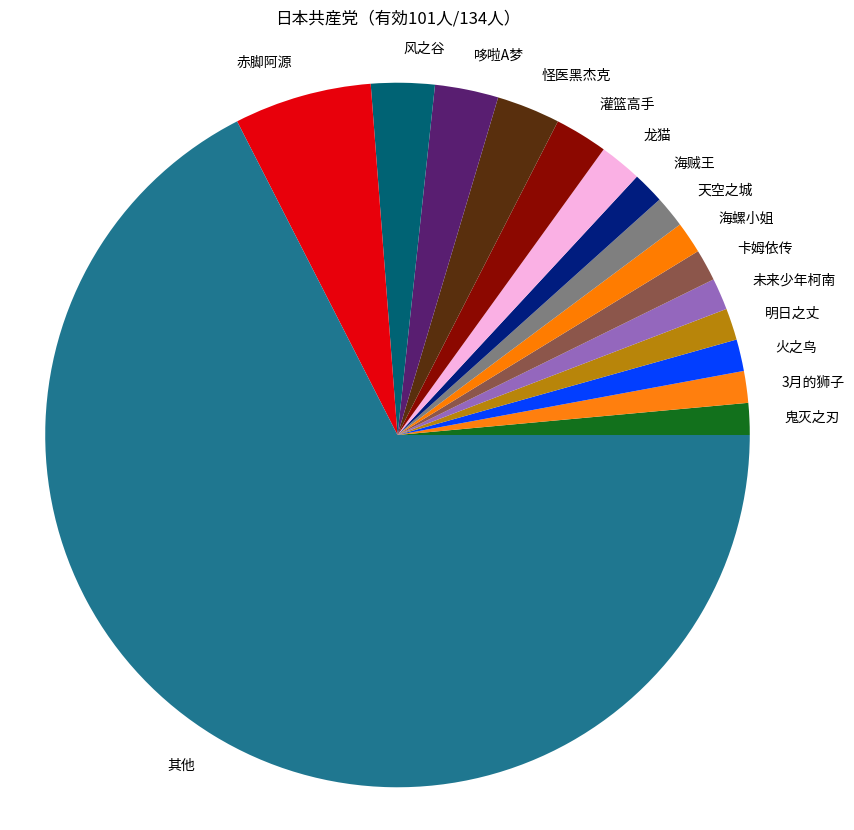 日本共産党（有効101人/134人）
风之谷
哆啦A梦
赤脚阿源
怪医黑杰克
灌篮高手
龙猫
海贼王
天空之城
海螺小姐
卡姆依传
未来少年柯南
明日之丈
火之鸟
3月的狮子
鬼灭之刃
其他